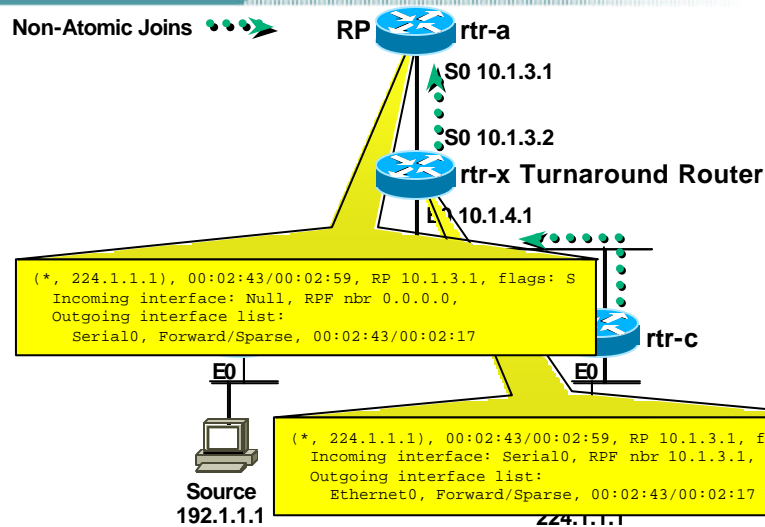 Non-Atomic Joins
RP
rtr-a
S0 10.1.3.1
S0 10.1.3.2
rtr-x Turnaround Router
10.1.4.1
(*, 224.1.1.1), 00:02:43/00:02:59, RP 10.1.3.1, flags: S
Incoming interface: Null, RPF nbr 0.0.0.0,
Outgoing interface list:
Serial0, Forward/Sparse, 00:02:43/00:02:17
rtr-c
E0
E0
(*, 224.1.1.1), 00:02:43/00:02:59, RP 10.1.3.1, f
Incoming interface: Serial0, RPF nbr 10.1.3.1,
Outgoing interface list:
Ethernet0, Forward/Sparse, 00:02:43/00:02:17
Source
192.1.1.1
224.1.1.1